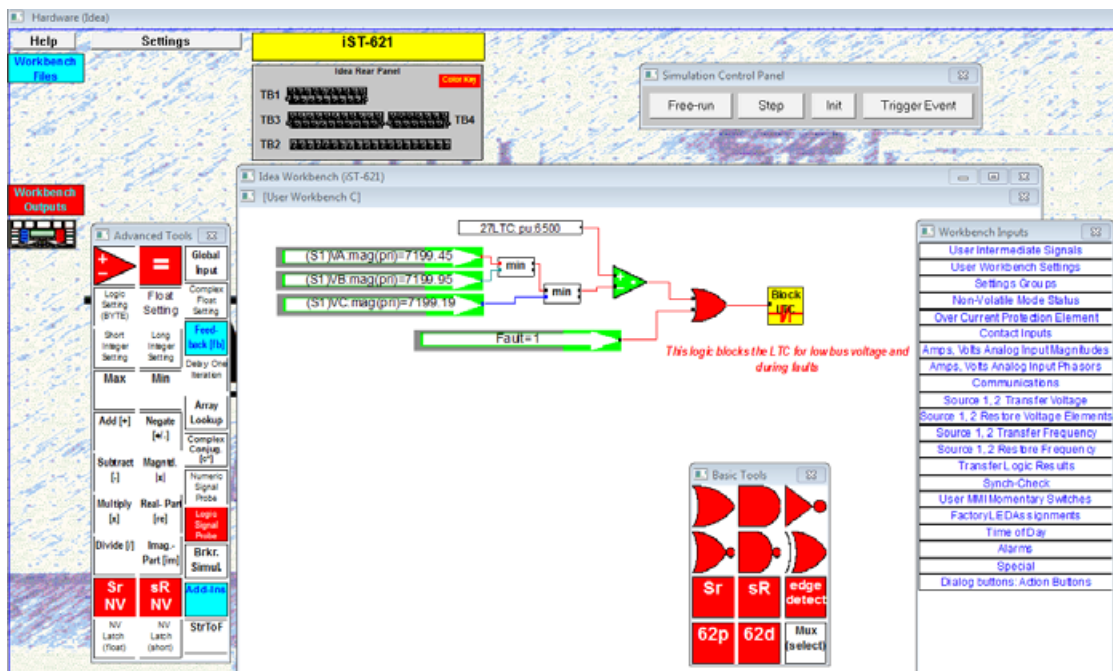 Hardware (Idea)
Help
Settings
Workbench
Files
iST-621
Idea Rear Panel
Color Key
TB1
TB3
TB4
TB2
Simulation Control Panel
Free-run
Step
Init
Trigger Event
Workbench
Outputs
Idea Workbench (iST-621)
[User Workbench C]
27LTC: pu:6500
(S1)VA.mag(pri)=7199.45
(S1)VB.mag(pri)=7199.95
(S1)VC.mag(pri)=7199.19
min
min
Fault=1
Block
LTC
This logic blocks the LTC for low bus voltage and
during faults
Advanced Tools
+
-
=
Global
Input
Logic
Setting
(BYTE)
Float
Setting
Complex
Float
Setting
Short
Integer
Setting
Long
Integer
Setting
Feed-
back [fb]
Delay One
Iteration
Max
Min
Array
Lookup
Add [+]
Negate
[+/-]
Complex
Conjug.
[c*]
Subtract
[-]
Magntd.
[x]
Numeric
Signal
Probe
Multiply
[x]
Real- Part
[re]
Logic
Signal
Probe
Divide [/]
Imag.-
Part [im]
Brkr.
Simul.
Sr
NV
sR
NV
Add-Ins
NV
Latch
(float)
NV
Latch
(short)
StrToF
Basic Tools
Sr
sR
edge
detect
62p
62d
Mux
(select)
Workbench Inputs
User Intermediate Signals
User Workbench Settings
Settings Groups
Non-Volatile Mode Status
Over Current Protection Element
Contact Inputs
Amps, Volts Analog Input Magnitudes
Amps, Volts Analog Input Phasors
Communications
Source 1, 2 Transfer Voltage
Source 1, 2 Restore Voltage Elements
Source 1, 2 Transfer Frequency
Source 1, 2 Restore Frequency
Transfer Logic Results
Synch-Check
User MMI Momentary Switches
FactoryLEDAssignments
Time of Day
Alarms
Special
Dialog buttons: Action Buttons